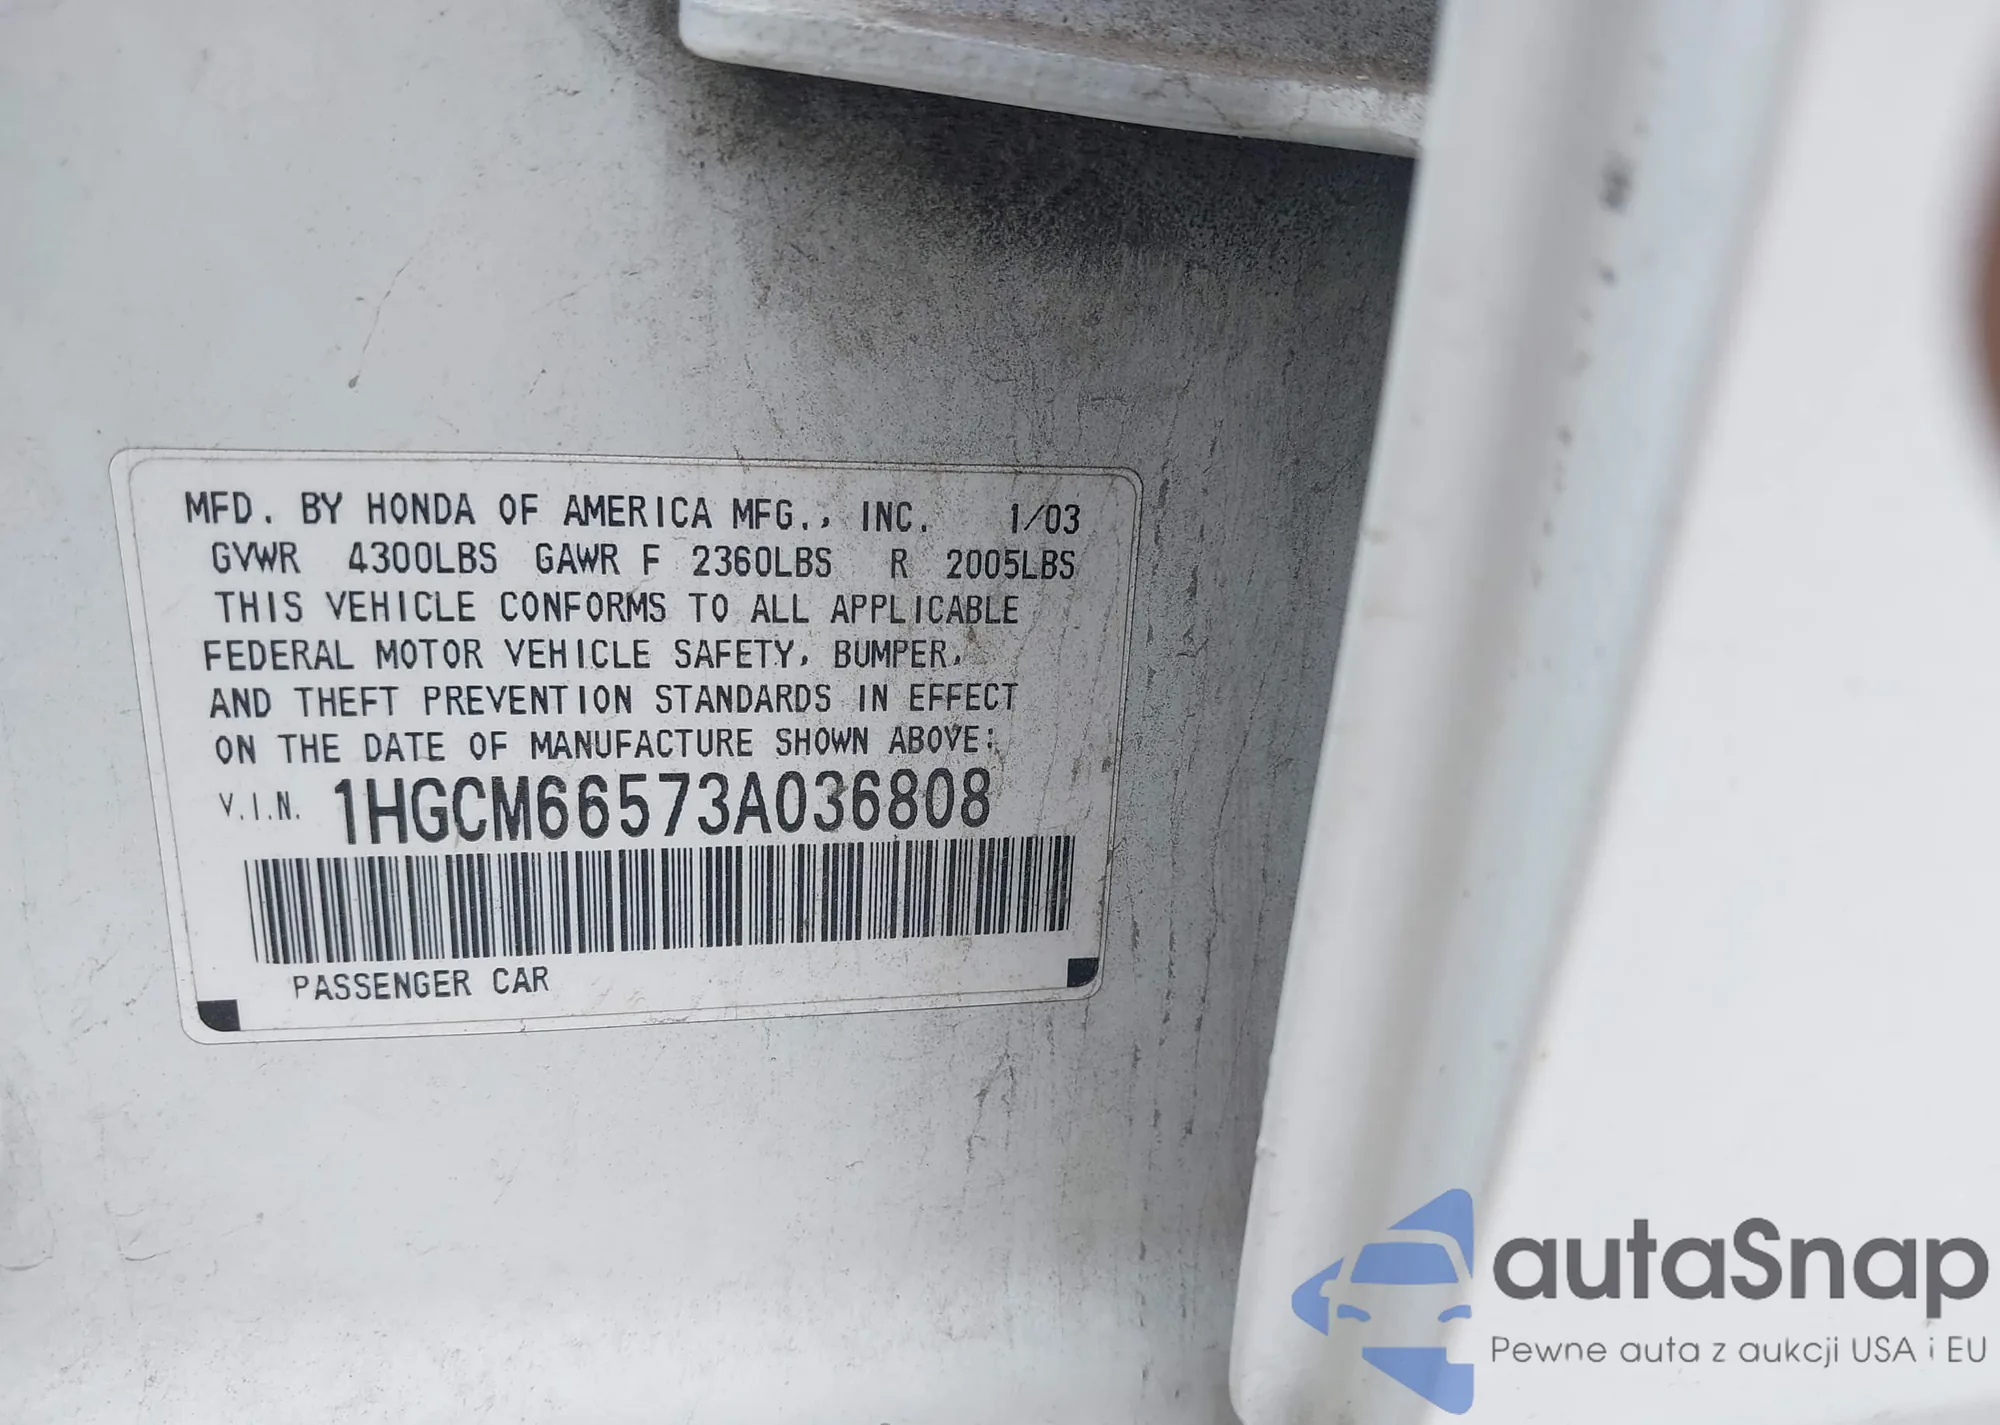 MFD. BY HONDA OF AMERICA MFG., INC. 1/03
GVWR 4300LBS GAWR F 2360LBS R 2005LBS
THIS VEHICLE CONFORMS TO ALL APPLICABLE
FEDERAL MOTOR VEHICLE SAFETY, BUMPER,
AND THEFT PREVENTION STANDARDS IN EFFECT
ON THE DATE OF MANUFACTURE SHOWN ABOVE:
V.I.N. 1HGCM66573A036808
PASSENGER CAR
autaSnap
Pewne auta z aukcji USA i EU